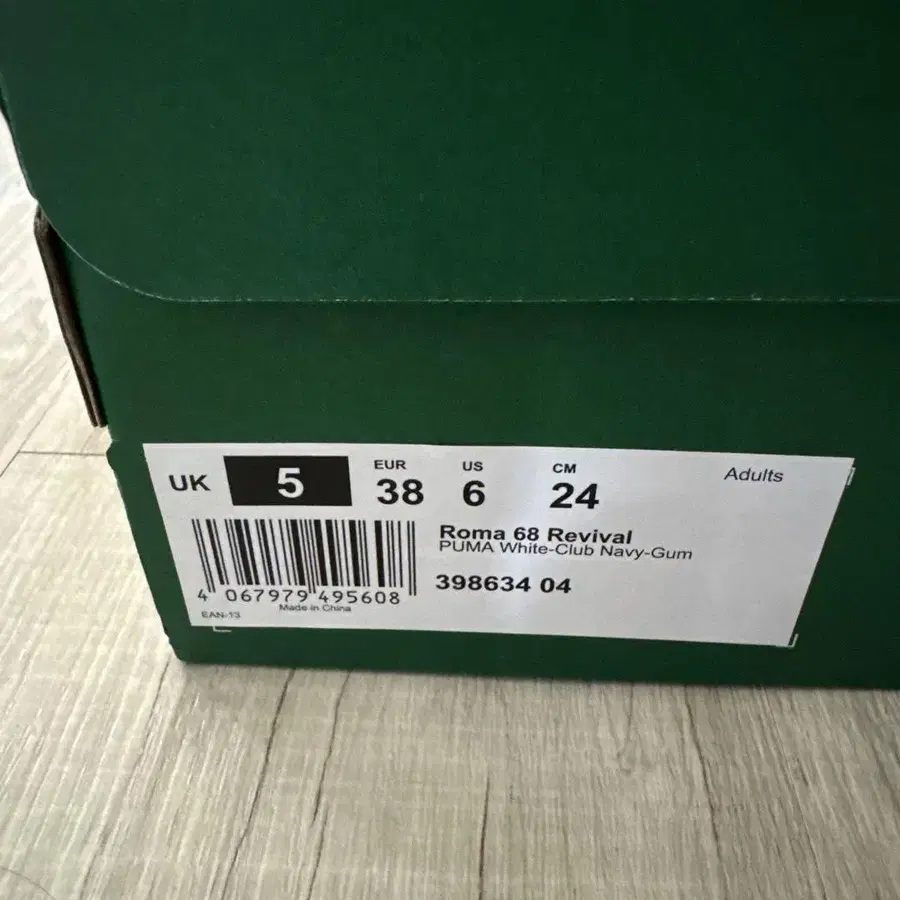 UK 5 EUR 38 US 6 CM 24 Adults
Roma 68 Revival
PUMA White-Club Navy-Gum
398634 04
4 067979 495608
EAN-13 Made in China